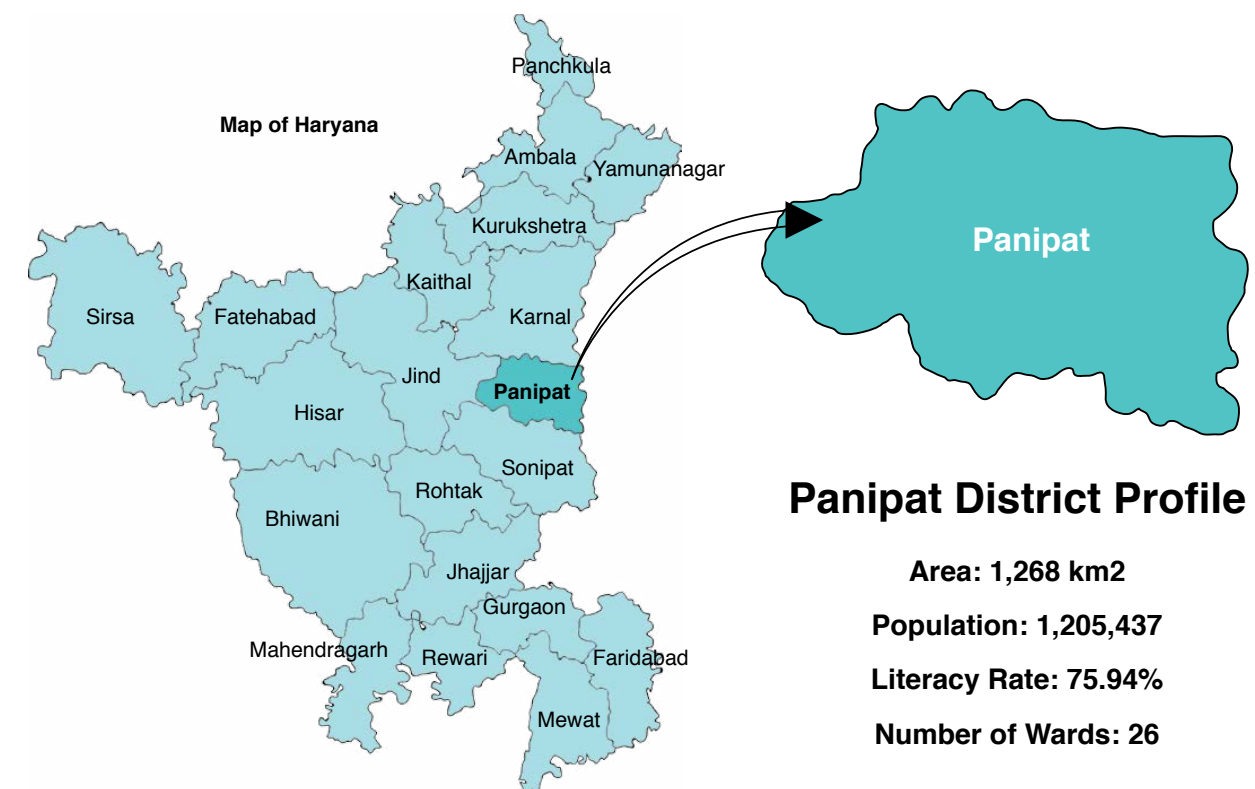 Panchkula
Map of Haryana
Ambala
Yamunanagar
Kurukshetra
Panipat
Kaithal
Sirsa
Fatehabad
Karnal
Jind
Panipat
Hisar
Sonipat
Rohtak
Panipat District Profile
Bhiwani
Jhajjar
Area: 1,268 km2
Gurgaon
Population: 1,205,437
Mahendragarh
Rewari
Faridabad
Literacy Rate: 75.94%
Mewat
Number of Wards: 26